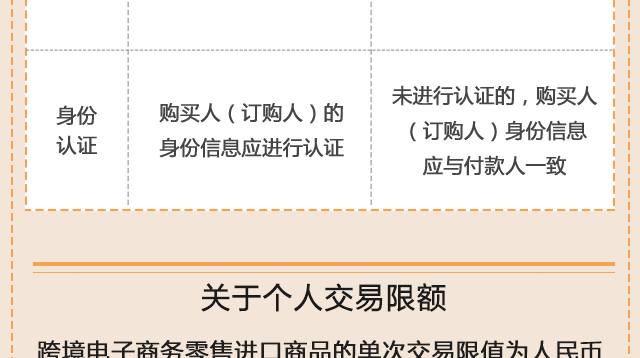 身份
认证
购买人（订购人）的
身份信息应进行认证
未进行认证的，购买人
（订购人）身份信息
应与付款人一致
关于个人交易限额
跨境电子商务零售进口商品的单次交易限值为人民币